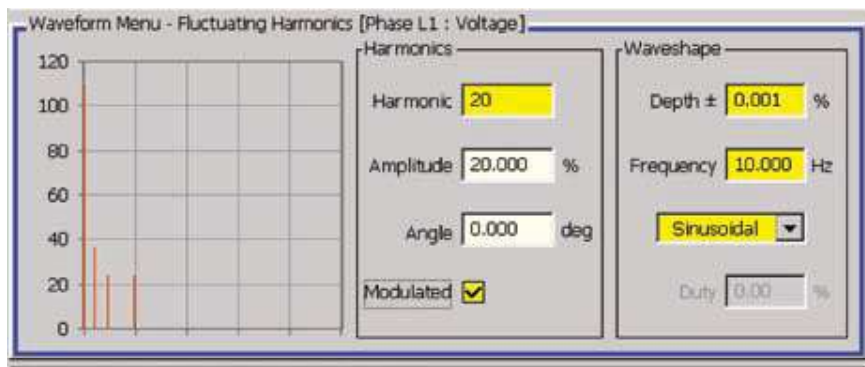 Waveform Menu - Fluctuating Harmonics [Phase L1 : Voltage]
120
100
80
60
40
20
0
Harmonics
Harmonic 20
Amplitude 20.000 %
Angle 0.000 deg
Modulated
Waveshape
Depth ± 0.001 %
Frequency 10.000 Hz
Sinusoidal
Duty 0.00 %